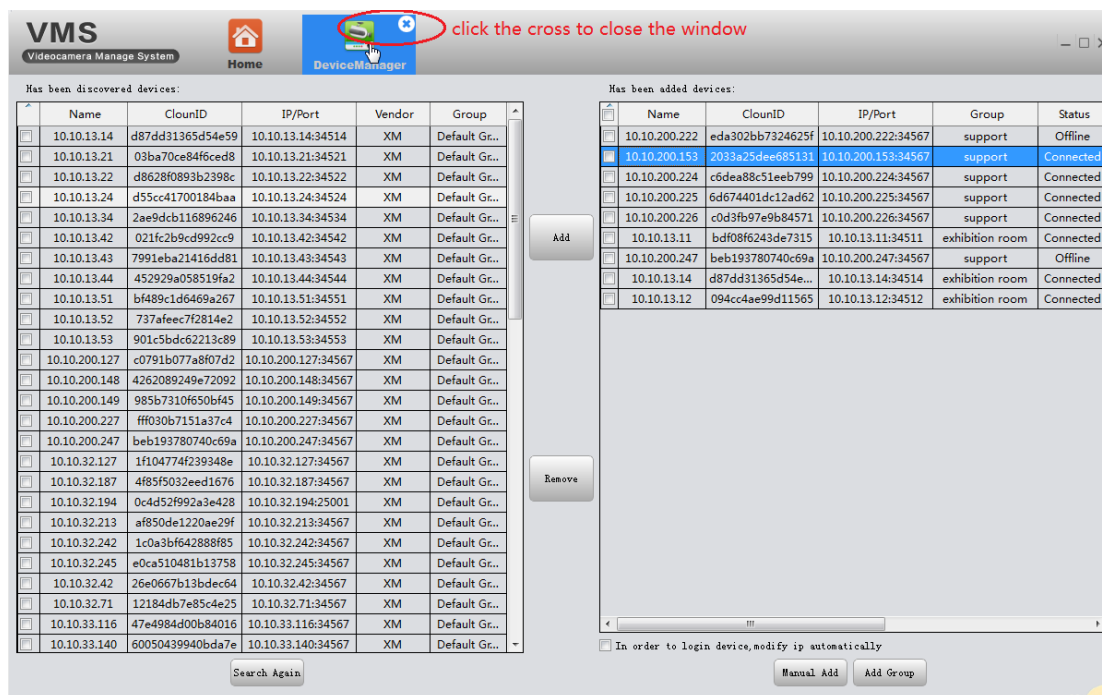 VMS
Videocamera Manage System
Home
DeviceManager
click the cross to close the window
Has been discovered devices:
Name ClounID IP/Port Vendor Group
10.10.13.14 d87dd31365d54e59 10.10.13.14:34514 XM Default Gr...
10.10.13.21 03ba70ce84f6ced8 10.10.13.21:34521 XM Default Gr...
10.10.13.22 d8628f0893b2398c 10.10.13.22:34522 XM Default Gr...
10.10.13.24 d55cc41700184baa 10.10.13.24:34524 XM Default Gr...
10.10.13.34 2ae9dcb116896246 10.10.13.34:34534 XM Default Gr...
10.10.13.42 021fc2b9cd992cc9 10.10.13.42:34542 XM Default Gr...
10.10.13.43 7991eba21416dd81 10.10.13.43:34543 XM Default Gr...
10.10.13.44 452929a058519fa2 10.10.13.44:34544 XM Default Gr...
10.10.13.51 bf489c1d6469a267 10.10.13.51:34551 XM Default Gr...
10.10.13.52 737afeec7f2814e2 10.10.13.52:34552 XM Default Gr...
10.10.13.53 901c5bdc62213c89 10.10.13.53:34553 XM Default Gr...
10.10.200.127 c0791b077a8f07d2 10.10.200.127:34567 XM Default Gr...
10.10.200.148 4262089249e72092 10.10.200.148:34567 XM Default Gr...
10.10.200.149 985b7310f650bf45 10.10.200.149:34567 XM Default Gr...
10.10.200.227 fff030b7151a37c4 10.10.200.227:34567 XM Default Gr...
10.10.200.247 beb193780740c69a 10.10.200.247:34567 XM Default Gr...
10.10.32.127 1f104774f239348e 10.10.32.127:34567 XM Default Gr...
10.10.32.187 4f85f5032eed1676 10.10.32.187:34567 XM Default Gr...
10.10.32.194 0c4d52f992a3e428 10.10.32.194:25001 XM Default Gr...
10.10.32.213 af850de1220ae29f 10.10.32.213:34567 XM Default Gr...
10.10.32.242 1c0a3bf642888f85 10.10.32.242:34567 XM Default Gr...
10.10.32.245 e0ca510481b13758 10.10.32.245:34567 XM Default Gr...
10.10.32.42 26e0667b13bdec64 10.10.32.42:34567 XM Default Gr...
10.10.32.71 12184db7e85c4e25 10.10.32.71:34567 XM Default Gr...
10.10.33.116 47e4984d00b84016 10.10.33.116:34567 XM Default Gr...
10.10.33.140 60050439940bda7e 10.10.33.140:34567 XM Default Gr...
Search Again
Add
Remove
Has been added devices:
Name ClounID IP/Port Group Status
10.10.200.222 eda302bb7324625f 10.10.200.222:34567 support Offline
10.10.200.153 2033a25dee685131 10.10.200.153:34567 support Connected
10.10.200.224 c6dea88c51eeb799 10.10.200.224:34567 support Connected
10.10.200.225 6d674401dc12ad62 10.10.200.225:34567 support Connected
10.10.200.226 c0d3fb97e9b84571 10.10.200.226:34567 support Connected
10.10.13.11 bdf08f6243de7315 10.10.13.11:34511 exhibition room Connected
10.10.200.247 beb193780740c69a 10.10.200.247:34567 support Offline
10.10.13.14 d87dd31365d54e... 10.10.13.14:34514 exhibition room Connected
10.10.13.12 094cc4ae99d11565 10.10.13.12:34512 exhibition room Connected
In order to login device,modify ip automatically
Manual Add Add Group